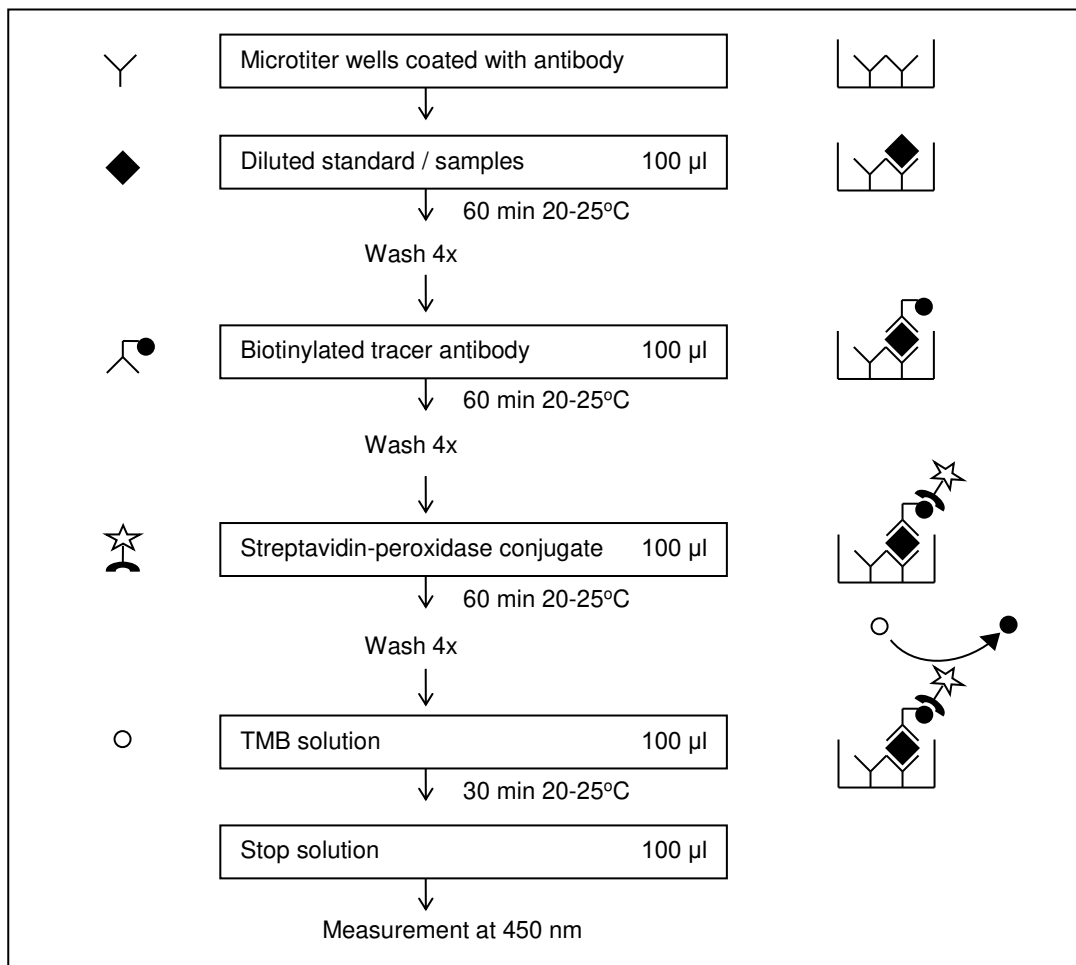 Microtiter wells coated with antibody
Diluted standard / samples 100 µl
60 min 20-25ºC
Wash 4x
Biotinylated tracer antibody 100 µl
60 min 20-25ºC
Wash 4x
Streptavidin-peroxidase conjugate 100 µl
60 min 20-25ºC
Wash 4x
TMB solution 100 µl
30 min 20-25ºC
Stop solution 100 µl
Measurement at 450 nm